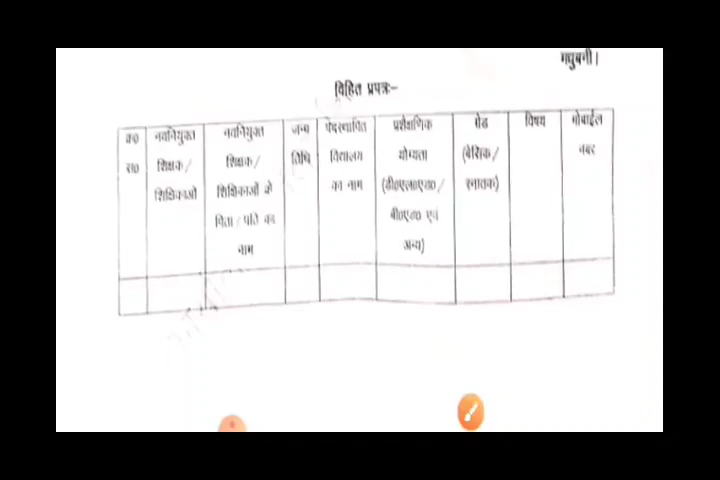 मधुबनी।
विहित प्रपत्रः-
क्र०
स०
नवनियुक्त
शिक्षक /
शिक्षिकाओं
नवनियुक्त
शिक्षक /
शिक्षिकाओं के
पिता / पति का
नाम
जन्म
तिथि
पदस्थापित
विद्यालय
का नाम
प्रशैक्षणिक
योग्यता
(डी०एल०एड० /
बी०एड० एवं
अन्य)
ग्रेड
(बेसिक /
स्नातक)
विषय
मोबाईल
नंबर